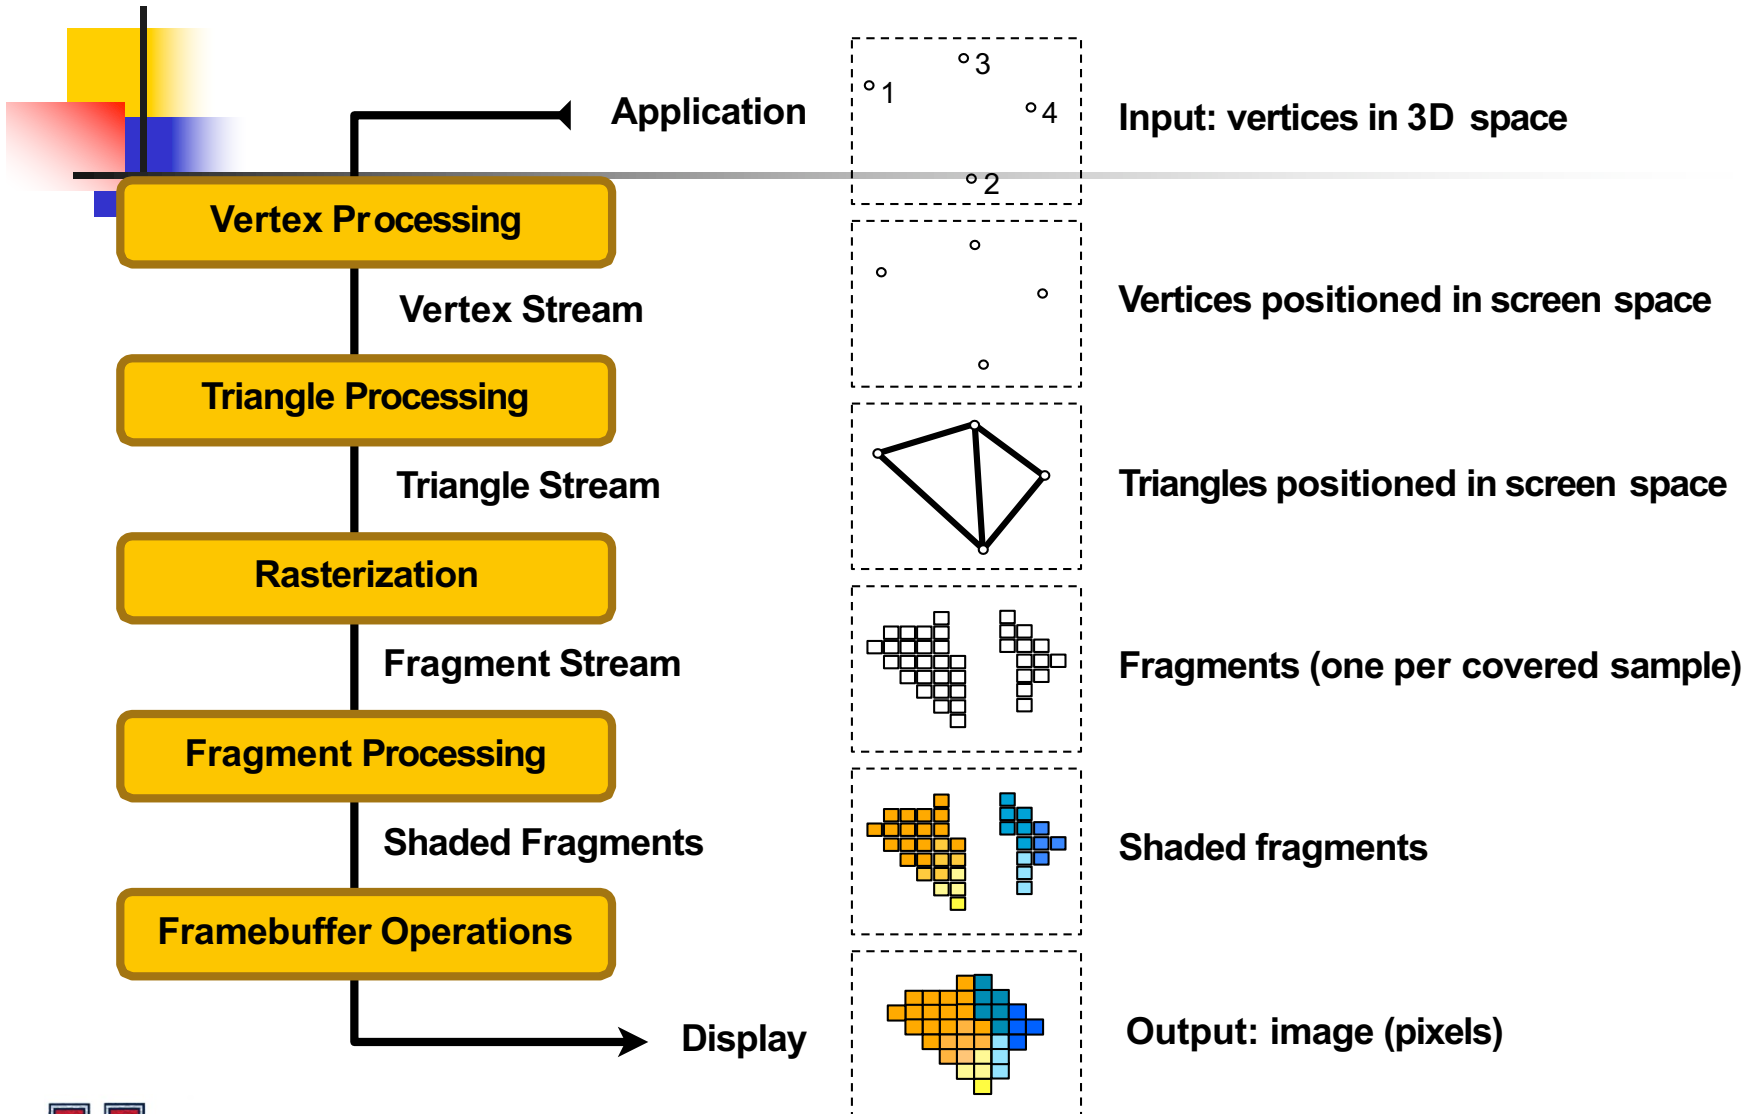 Application
3
1
4
2
Input: vertices in 3D space
Vertex Processing
Vertex Stream
Vertices positioned in screen space
Triangle Processing
Triangle Stream
Triangles positioned in screen space
Rasterization
Fragment Stream
Fragments (one per covered sample)
Fragment Processing
Shaded Fragments
Shaded fragments
Framebuffer Operations
Display
Output: image (pixels)